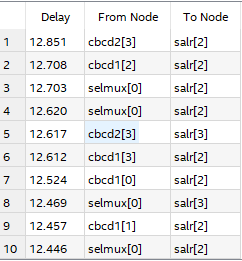 Delay From Node To Node
1 12.851 cbcd2[3] salr[2]
2 12.708 cbcd1[2] salr[2]
3 12.703 selmux[0] salr[2]
4 12.620 selmux[0] salr[2]
5 12.617 cbcd2[3] salr[3]
6 12.612 cbcd1[3] salr[2]
7 12.524 cbcd1[0] salr[2]
8 12.469 selmux[0] salr[3]
9 12.457 cbcd1[1] salr[2]
10 12.446 selmux[0] salr[2]